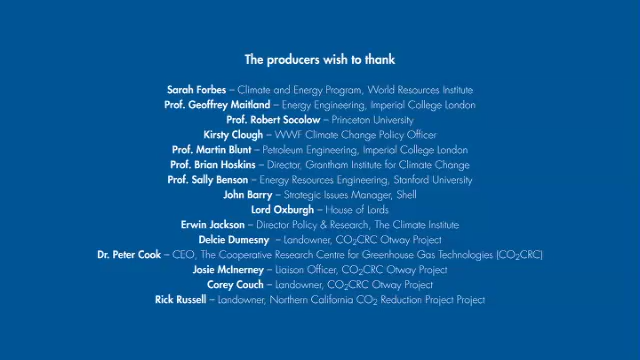 The producers wish to thank
Sarah Forbes – Climate and Energy Program, World Resources Institute
Prof. Geoffrey Maitland – Energy Engineering, Imperial College London
Prof. Robert Socolow – Princeton University
Kirsty Clough – WWF Climate Change Policy Officer
Prof. Martin Blunt – Petroleum Engineering, Imperial College London
Prof. Brian Hoskins – Director, Grantham Institute for Climate Change
Prof. Sally Benson – Energy Resources Engineering, Stanford University
John Barry – Strategic Issues Manager, Shell
Lord Oxburgh – House of Lords
Erwin Jackson – Director Policy & Research, The Climate Institute
Delcie Dumesny – Landowner, CO2CRC Otway Project
Dr. Peter Cook – CEO, The Cooperative Research Centre for Greenhouse Gas Technologies (CO2CRC)
Josie McInerney – Liaison Officer, CO2CRC Otway Project
Corey Couch – Landowner, CO2CRC Otway Project
Rick Russell – Landowner, Northern California CO2 Reduction Project Project